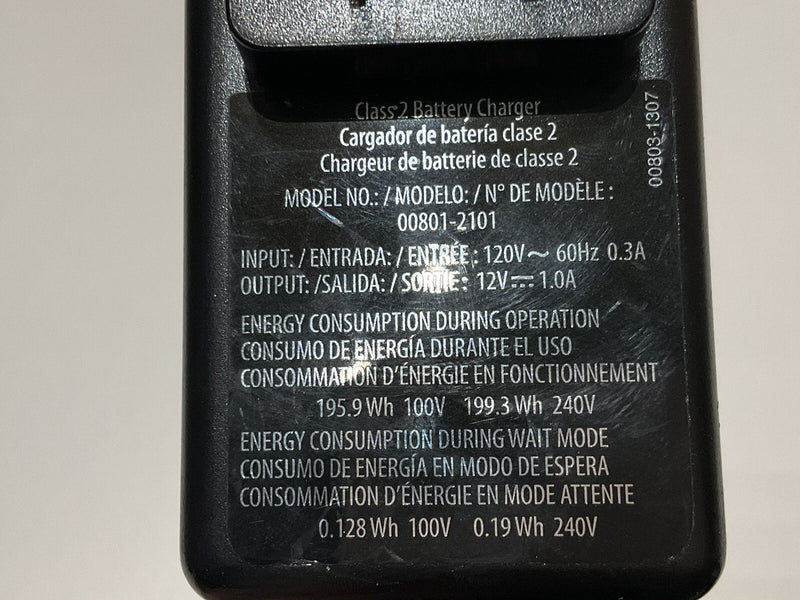 Class 2 Battery Charger
Cargador de batería clase 2
Chargeur de batterie de classe 2
MODEL NO.: / MODELO: / N° DE MODÈLE :
00801-2101
INPUT: / ENTRADA: / ENTRÉE : 120V~ 60Hz 0.3A
OUTPUT: /SALIDA: / SORTIE : 12V⎓ 1.0A
ENERGY CONSUMPTION DURING OPERATION
CONSUMO DE ENERGÍA DURANTE EL USO
CONSOMMATION D'ÉNERGIE EN FONCTIONNEMENT
195.9 Wh 100V 199.3 Wh 240V
ENERGY CONSUMPTION DURING WAIT MODE
CONSUMO DE ENERGÍA EN MODO DE ESPERA
CONSOMMATION D'ÉNERGIE EN MODE ATTENTE
0.128 Wh 100V 0.19 Wh 240V
00803-1307